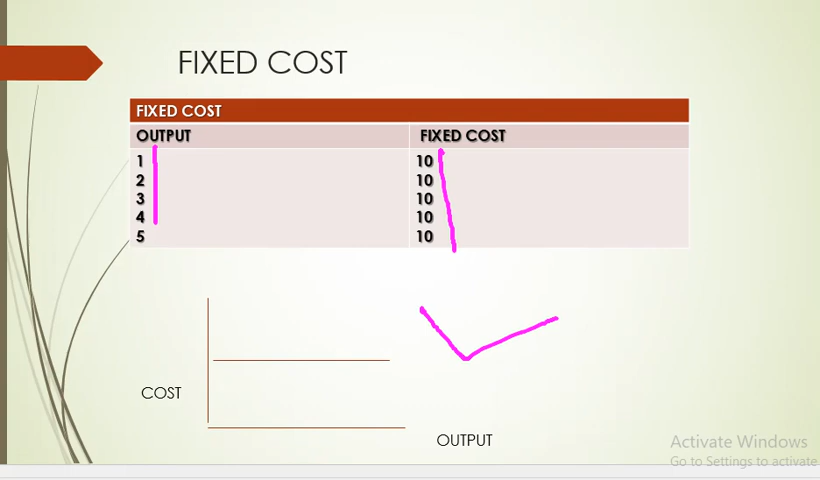 FIXED COST
FIXED COST
OUTPUT FIXED COST
1 10
2 10
3 10
4 10
5 10
COST
OUTPUT
Activate Windows
Go to Settings to activate